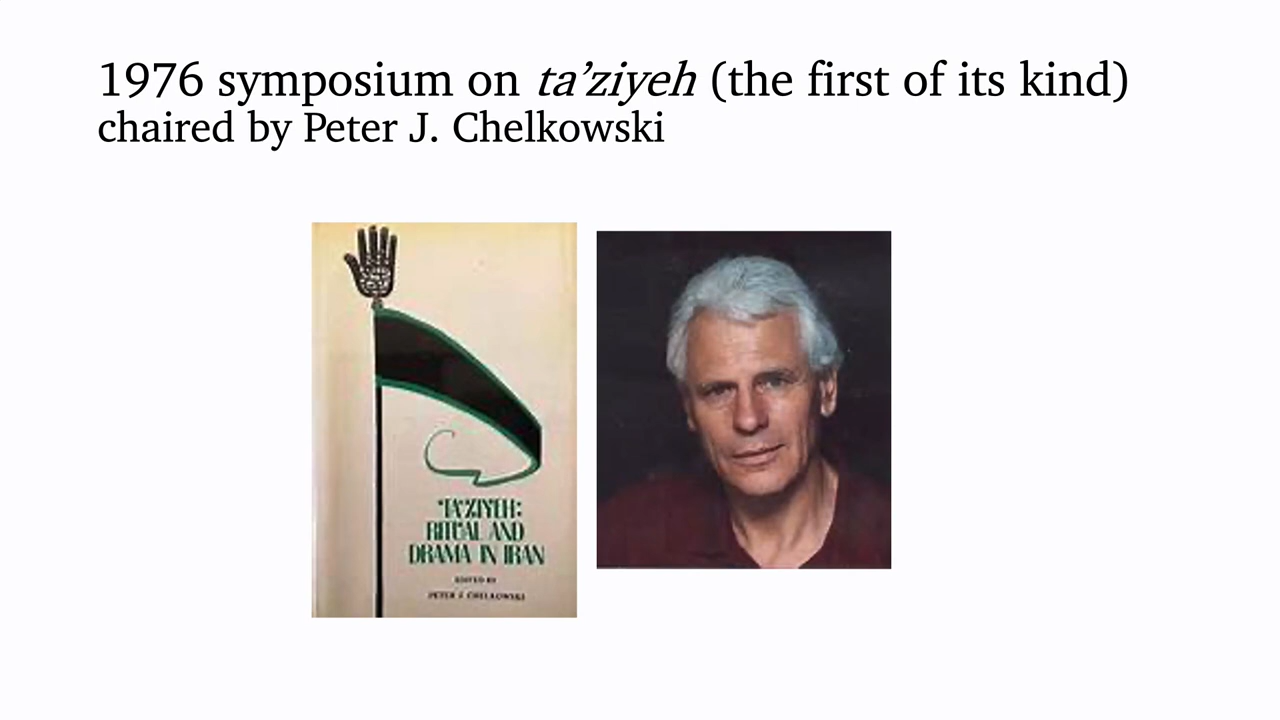 1976 symposium on ta’ziyeh (the first of its kind)
chaired by Peter J. Chelkowski
TA'ZIYEH:
RITUAL AND
DRAMA IN IRAN
EDITED BY
PETER J. CHELKOWSKI